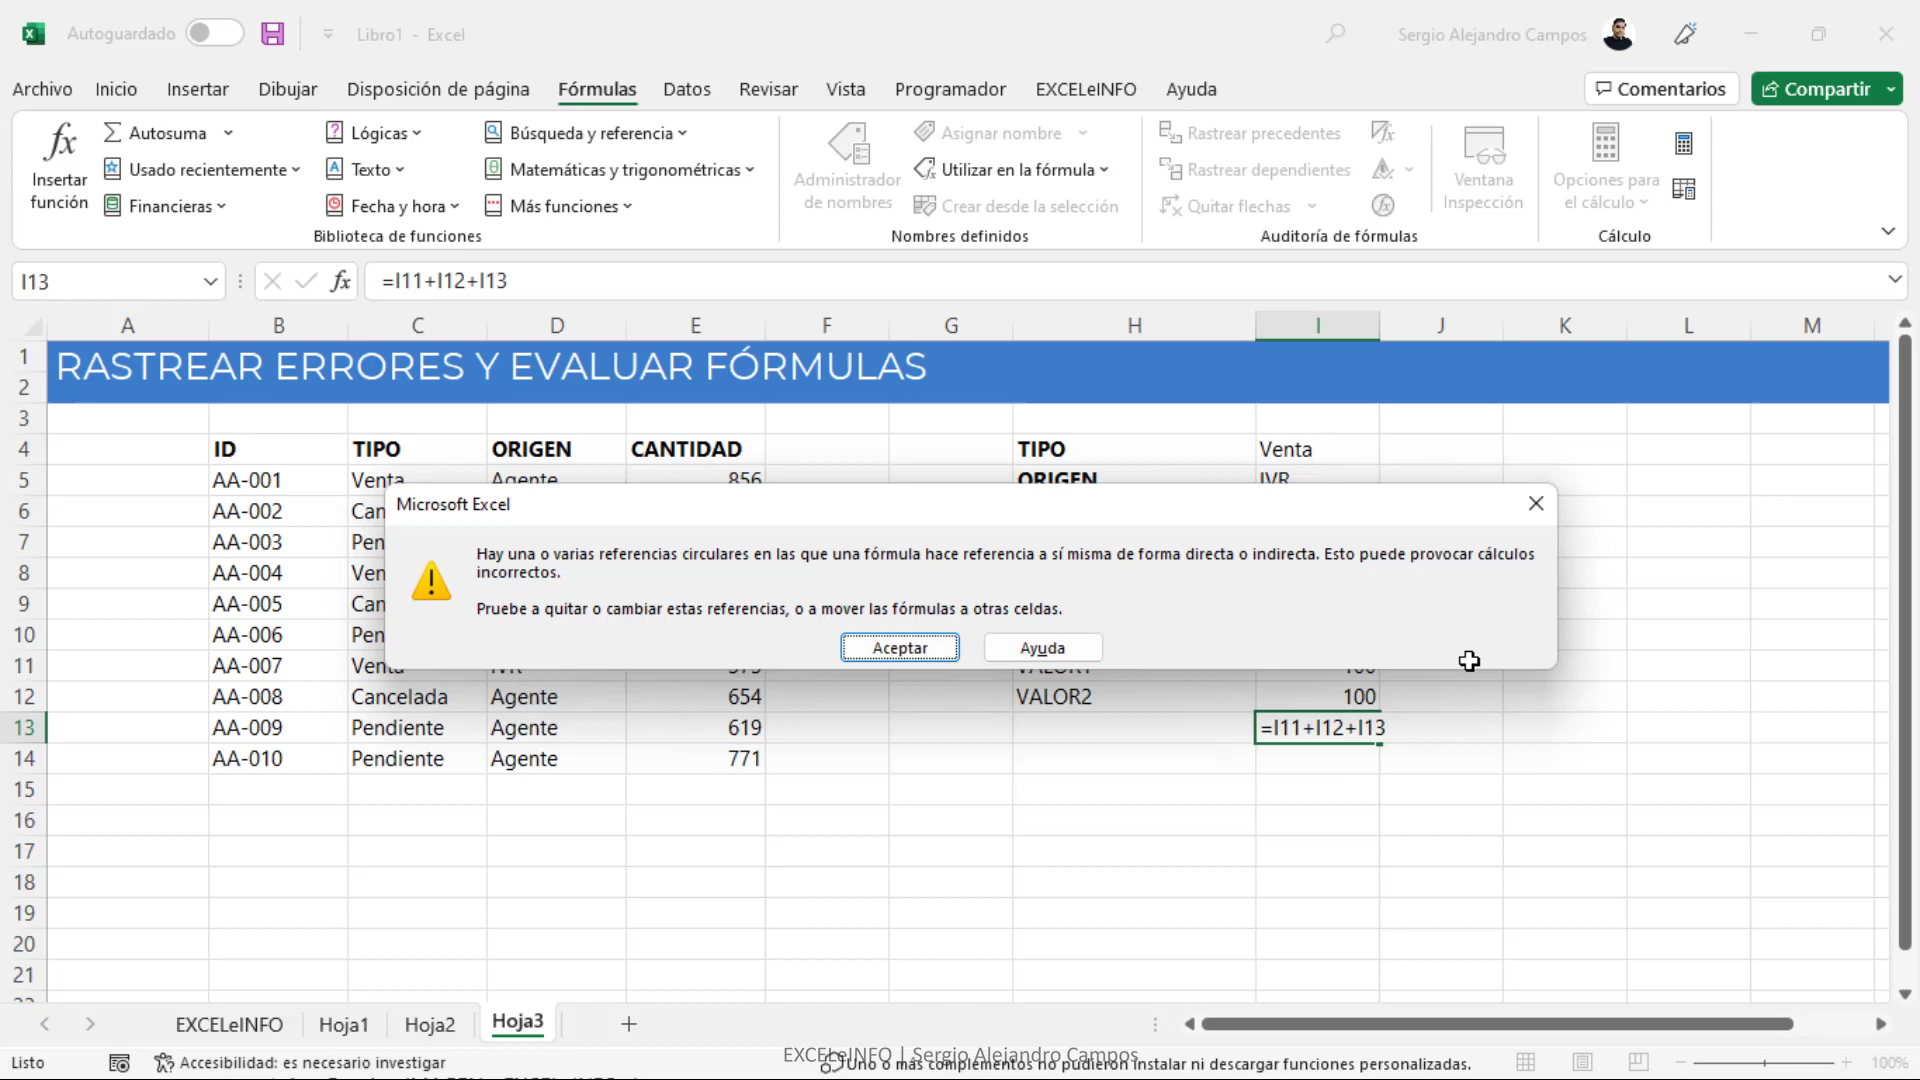 Autoguardado
Libro1 - Excel
Sergio Alejandro Campos
Archivo Inicio Insertar Dibujar Disposición de página Fórmulas Datos Revisar Vista Programador EXCELeINFO Ayuda
Comentarios
Compartir
fx
Insertar
función
Autosuma
Usado recientemente
Financieras
Lógicas
Texto
Fecha y hora
Búsqueda y referencia
Matemáticas y trigonométricas
Más funciones
Biblioteca de funciones
Administrador
de nombres
Asignar nombre
Utilizar en la fórmula
Crear desde la selección
Nombres definidos
Rastrear precedentes
Rastrear dependientes
Quitar flechas
Auditoría de fórmulas
Ventana
Inspección
Opciones para
el cálculo
Cálculo
I13 fx =I11+I12+I13
A B C D E F G H I J K L M
1 RASTREAR ERRORES Y EVALUAR FÓRMULAS
2
3
4 ID TIPO ORIGEN CANTIDAD TIPO Venta
5 AA-001 Venta Agente 856 ORIGEN IVR
6 AA-002 Can
7 AA-003 Pen
8 AA-004 Ven
9 AA-005 Can
10 AA-006 Pen
11 AA-007 Venta IVR VALOR1 100
12 AA-008 Cancelada Agente 654 VALOR2 100
13 AA-009 Pendiente Agente 619 =I11+I12+I13
14 AA-010 Pendiente Agente 771
15
16
17
18
19
20
21
Microsoft Excel
Hay una o varias referencias circulares en las que una fórmula hace referencia a sí misma de forma directa o indirecta. Esto puede provocar cálculos
incorrectos.
Pruebe a quitar o cambiar estas referencias, o a mover las fórmulas a otras celdas.
Aceptar
Ayuda
EXCELeINFO Hoja1 Hoja2 Hoja3
Listo
Accesibilidad: es necesario investigar
EXCELeINFO | Sergio Alejandro Campos
Uno o más complementos no pudieron instalar ni descargar funciones personalizadas.
100%